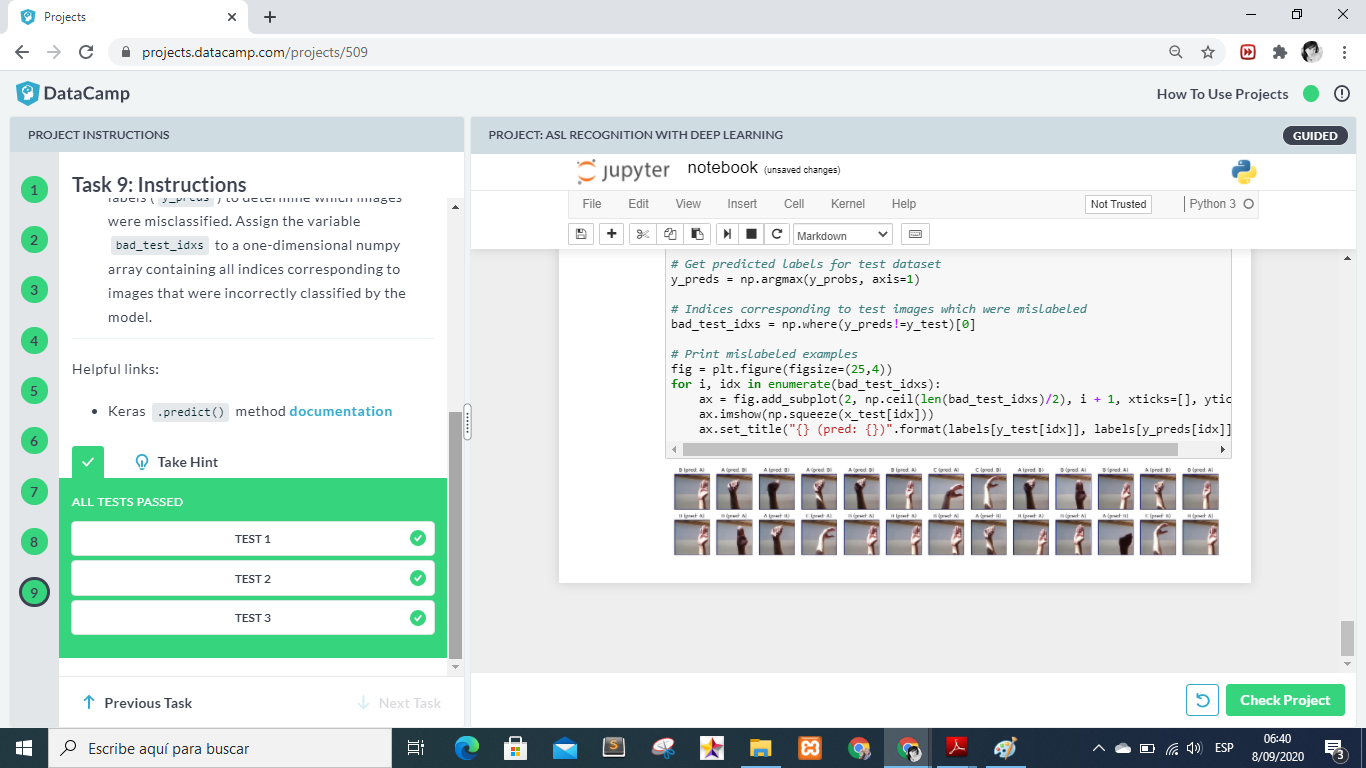 Projects
projects.datacamp.com/projects/509
DataCamp
How To Use Projects
PROJECT INSTRUCTIONS
PROJECT: ASL RECOGNITION WITH DEEP LEARNING
GUIDED
1
2
3
4
5
6
7
8
9
Task 9: Instructions
labels ( y_preds ) to determine which images
were misclassified. Assign the variable
bad_test_idxs to a one-dimensional numpy
array containing all indices corresponding to
images that were incorrectly classified by the
model.
Helpful links:
• Keras .predict() method documentation
Take Hint
ALL TESTS PASSED
TEST 1
TEST 2
TEST 3
Previous Task
Next Task
jupyter notebook (unsaved changes)
File Edit View Insert Cell Kernel Help
Not Trusted
Python 3
Markdown
# Get predicted labels for test dataset
y_preds = np.argmax(y_probs, axis=1)
# Indices corresponding to test images which were mislabeled
bad_test_idxs = np.where(y_preds!=y_test)[0]
# Print mislabeled examples
fig = plt.figure(figsize=(25,4))
for i, idx in enumerate(bad_test_idxs):
ax = fig.add_subplot(2, np.ceil(len(bad_test_idxs)/2), i + 1, xticks=[], ytic
ax.imshow(np.squeeze(x_test[idx]))
ax.set_title("{} (pred: {})".format(labels[y_test[idx]], labels[y_preds[idx]]
B (pred: A) A (pred: B) A (pred: B) A (pred: B) A (pred: B) B (pred: A) C (pred: A) C (pred: B) A (pred: B) B (pred: A) B (pred: A) A (pred: B) B (pred: A)
Check Project
Escribe aquí para buscar
ESP
06:40
8/09/2020
3